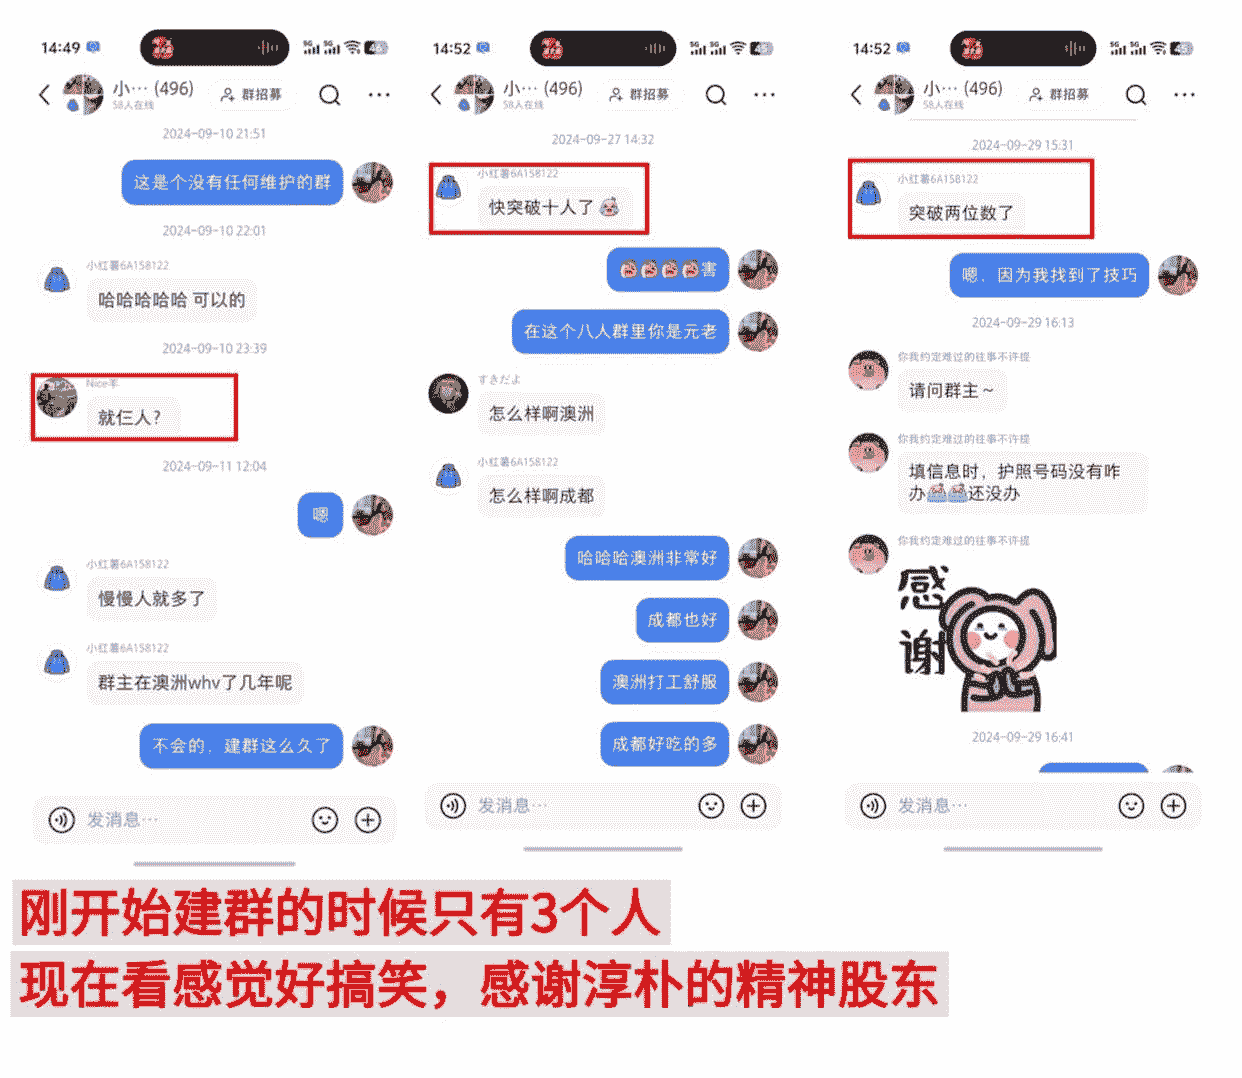 14:49
小… (496)
58人在线
群招募
2024-09-10 21:51
这是个没有任何维护的群
2024-09-10 22:01
小红薯6A158122
哈哈哈哈哈 可以的
2024-09-10 23:39
Nice羊
就仨人？
2024-09-11 12:04
嗯
小红薯6A158122
慢慢人就多了
小红薯6A158122
群主在澳洲whv了几年呢
不会的，建群这么久了
发消息…
14:52
小… (496)
58人在线
群招募
2024-09-27 14:32
小红薯6A158122
快突破十人了
害
在这个八人群里你是元老
すきだよ
怎么样啊澳洲
小红薯6A158122
怎么样啊成都
哈哈哈澳洲非常好
成都也好
澳洲打工舒服
成都好吃的多
发消息…
14:52
小… (496)
58人在线
群招募
2024-09-29 15:31
小红薯6A158122
突破两位数了
嗯，因为我找到了技巧
2024-09-29 16:13
你我约定难过的往事不许提
请问群主～
你我约定难过的往事不许提
填信息时，护照号码没有咋
办还没办
你我约定难过的往事不许提
感
谢
2024-09-29 16:41
发消息…
刚开始建群的时候只有3个人
现在看感觉好搞笑，感谢淳朴的精神股东